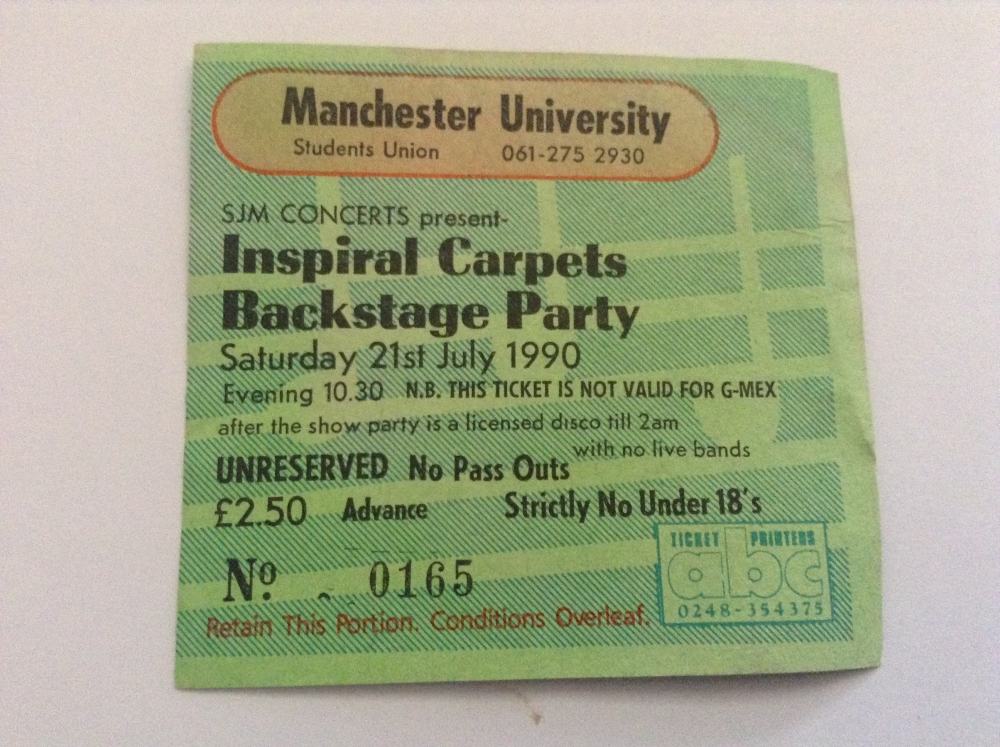 Manchester University
Students Union 061-275 2930
SJM CONCERTS present-
Inspiral Carpets
Backstage Party
Saturday 21st July 1990
Evening 10.30 N.B. THIS TICKET IS NOT VALID FOR G-MEX
after the show party is a licensed disco till 2am
with no live bands
UNRESERVED No Pass Outs
£2.50 Advance Strictly No Under 18's
TICKET PRINTERS
abc
0248-354375
Nº 0165
Retain This Portion. Conditions Overleaf.